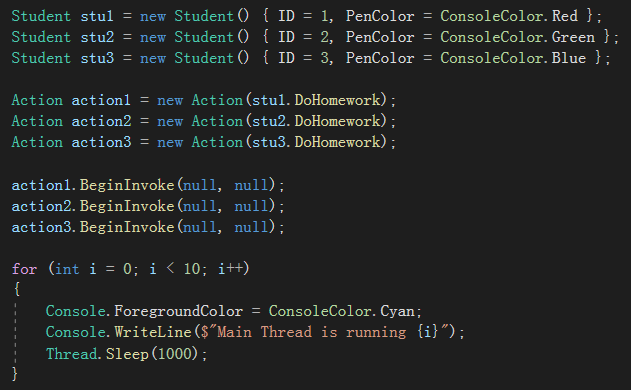 Student stu1 = new Student() { ID = 1, PenColor = ConsoleColor.Red };
Student stu2 = new Student() { ID = 2, PenColor = ConsoleColor.Green };
Student stu3 = new Student() { ID = 3, PenColor = ConsoleColor.Blue };
Action action1 = new Action(stu1.DoHomework);
Action action2 = new Action(stu2.DoHomework);
Action action3 = new Action(stu3.DoHomework);
action1.BeginInvoke(null, null);
action2.BeginInvoke(null, null);
action3.BeginInvoke(null, null);
for (int i = 0; i < 10; i++)
{
    Console.ForegroundColor = ConsoleColor.Cyan;
    Console.WriteLine($"Main Thread is running {i}");
    Thread.Sleep(1000);
}